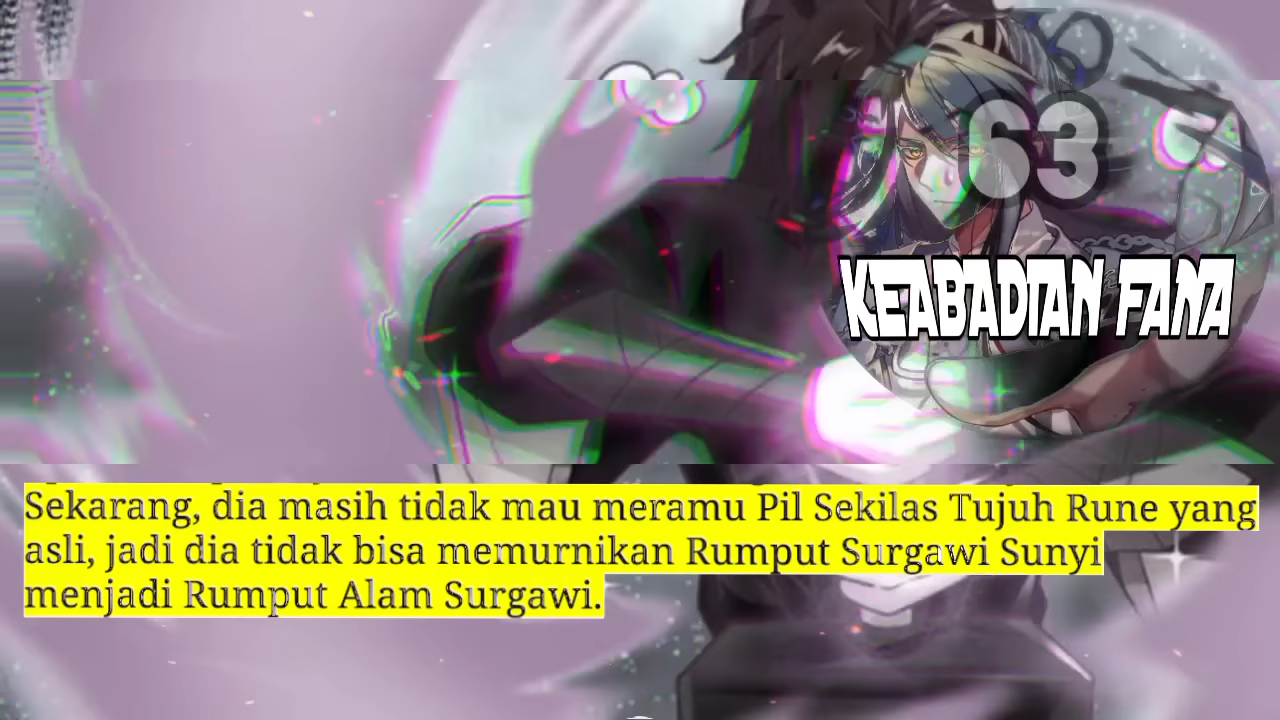 63
KEABADIAN FANA
Sekarang, dia masih tidak mau meramu Pil Sekilas Tujuh Rune yang
asli, jadi dia tidak bisa memurnikan Rumput Surgawi Sunyi
menjadi Rumput Alam Surgawi.